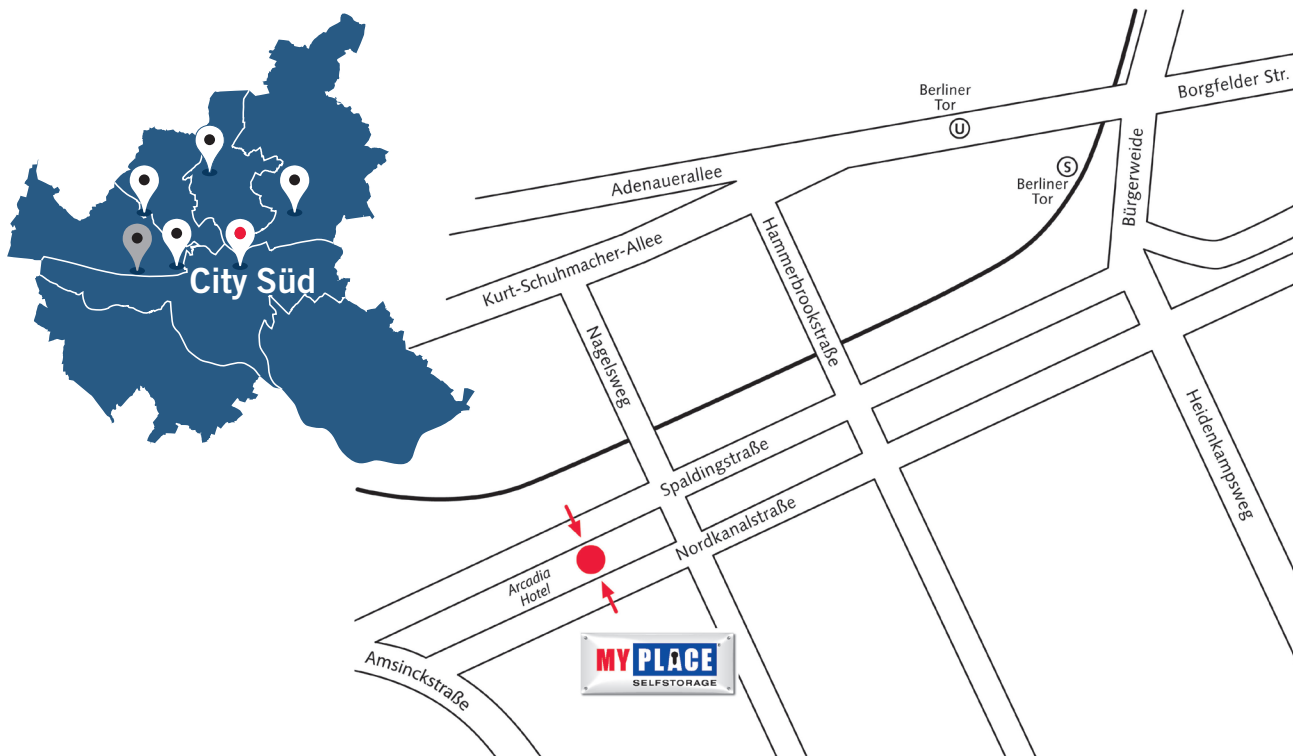 City Süd
Berliner
Tor
U
Borgfelder Str.
S
Berliner
Tor
Bürgerweide
Adenauerallee
Kurt-Schuhmacher-Allee
Hammerbrookstraße
Nagelsweg
Spaldingstraße
Nordkanalstraße
Heidenkampsweg
Arcadia
Hotel
Amsinckstraße
MY PLACE
SELFSTORAGE